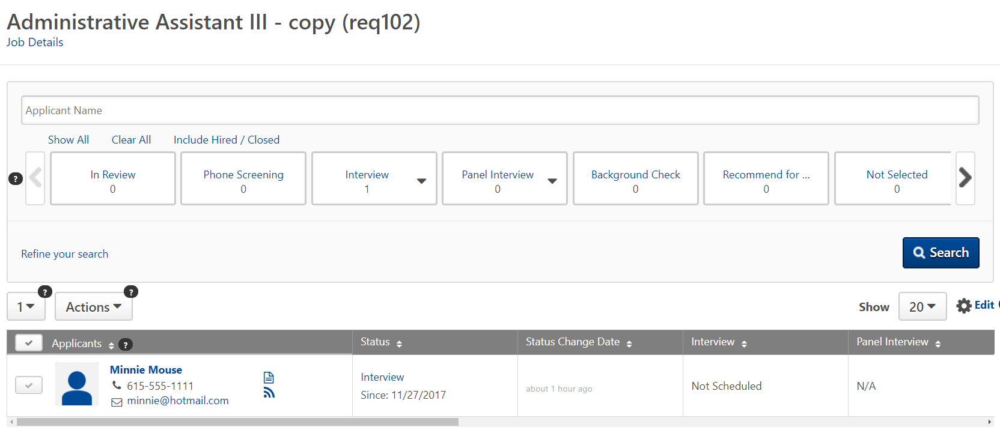 Administrative Assistant III - copy (req102)
Job Details
Applicant Name
Show All Clear All Include Hired / Closed
? In Review Phone Screening Interview Panel Interview Background Check Recommend for ... Not Selected
0 0 1 0 0 0 0
Refine your search Search
1 ? Actions ? Show 20 Edit
Applicants ? Status Status Change Date Interview Panel Interview
Minnie Mouse
615-555-1111
minnie@hotmail.com
Interview
Since: 11/27/2017
about 1 hour ago
Not Scheduled
N/A